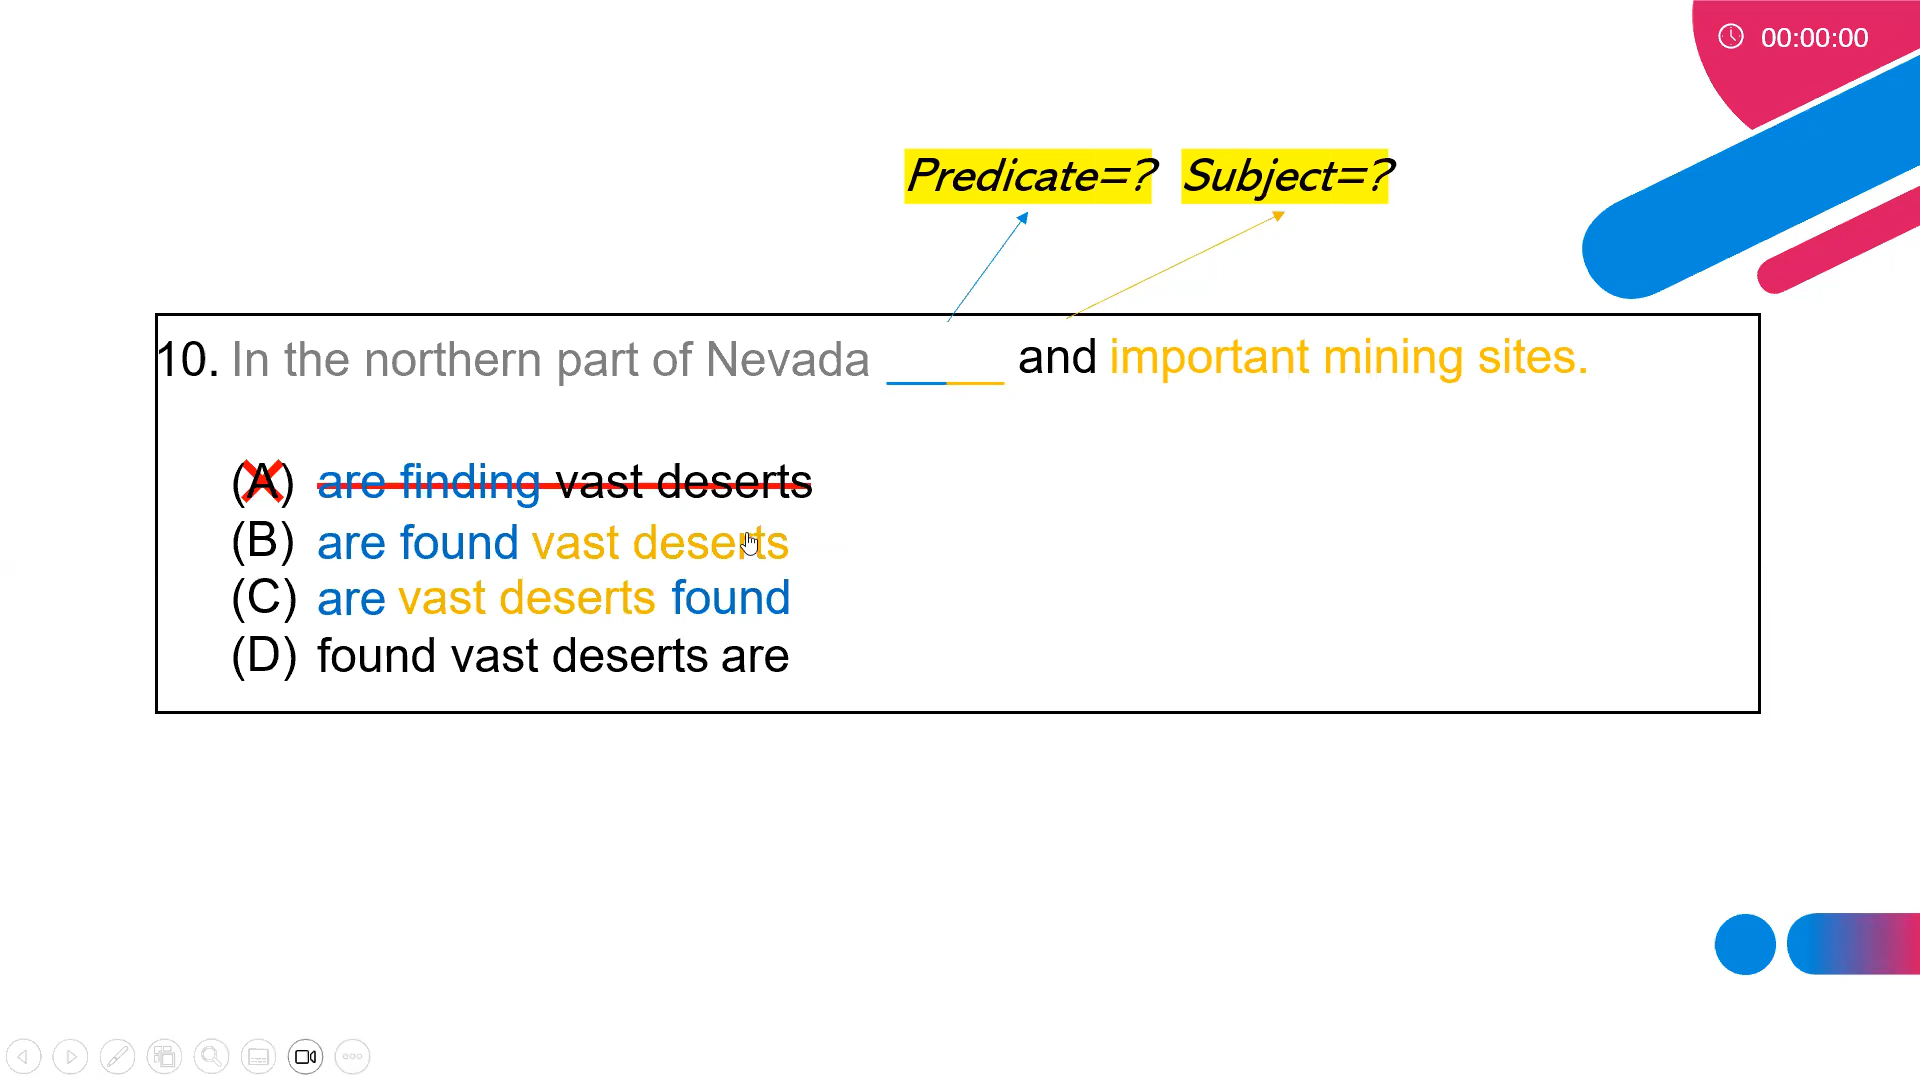 00:00:00
Predicate=? Subject=?
10. In the northern part of Nevada _____ and important mining sites.
(A) are finding vast deserts
(B) are found vast deserts
(C) are vast deserts found
(D) found vast deserts are